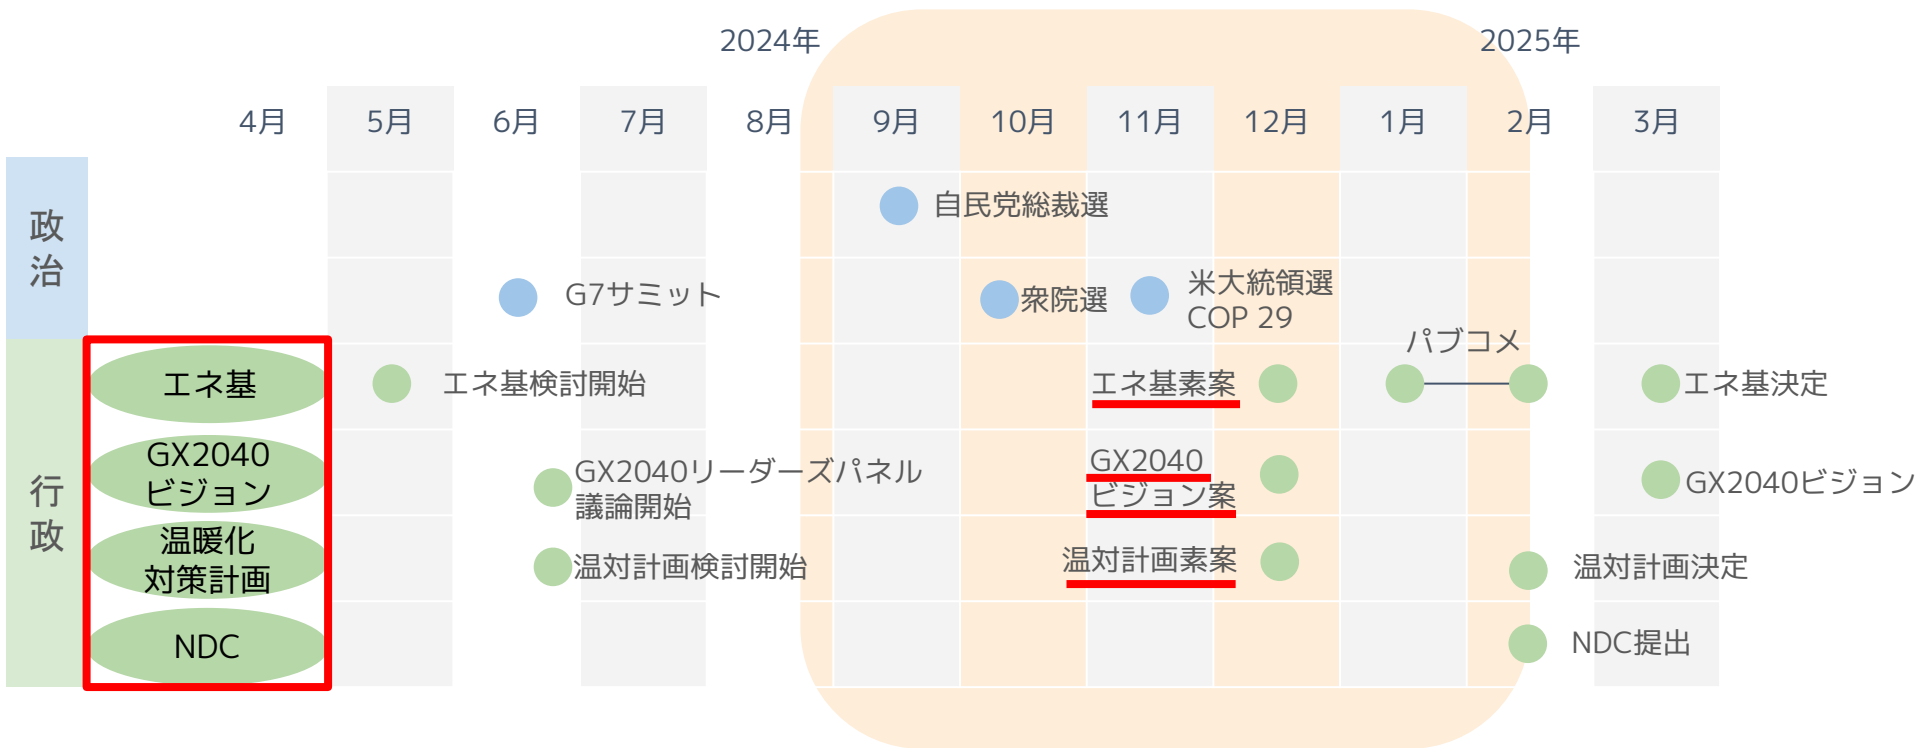 2024年
2025年
4月
5月
6月
7月
8月
9月
10月
11月
12月
1月
2月
3月
政治
自民党総裁選
G7サミット
衆院選
米大統領選
COP 29
行政
エネ基
エネ基検討開始
エネ基素案
パブコメ
エネ基決定
GX2040
ビジョン
GX2040リーダーズパネル
議論開始
GX2040
ビジョン案
GX2040ビジョン
温暖化
対策計画
温対計画検討開始
温対計画素案
温対計画決定
NDC
NDC提出